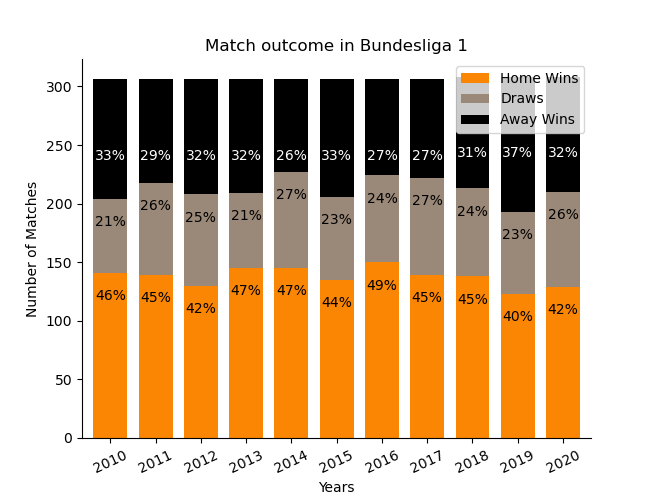 Match outcome in Bundesliga 1
Home Wins
Draws
Away Wins
Number of Matches
300
250
200
150
100
50
0
33% 29% 32% 32% 26% 33% 27% 27% 31% 37% 32%
21% 26% 25% 21% 27% 23% 24% 27% 24% 23% 26%
46% 45% 42% 47% 47% 44% 49% 45% 45% 40% 42%
2010 2011 2012 2013 2014 2015 2016 2017 2018 2019 2020
Years